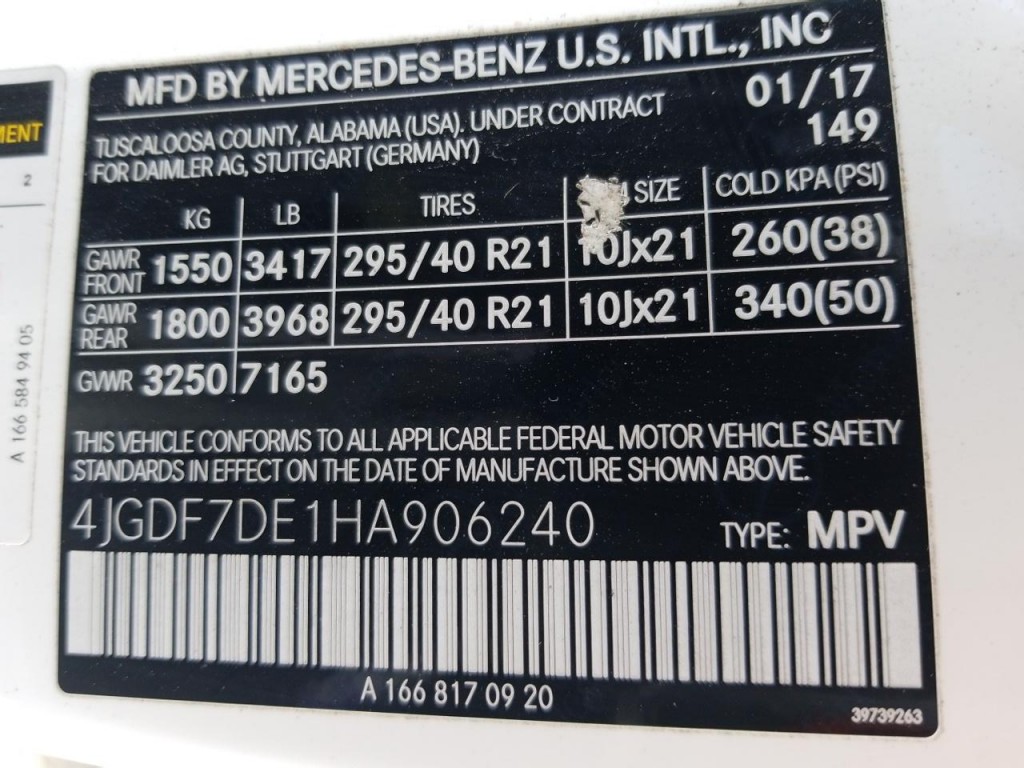 MFD BY MERCEDES-BENZ U.S. INTL., INC
01/17
TUSCALOOSA COUNTY, ALABAMA (USA). UNDER CONTRACT
149
FOR DAIMLER AG, STUTTGART (GERMANY)
KG LB TIRES SIZE COLD KPA (PSI)
GAWR FRONT 1550 3417 295/40 R21 10Jx21 260(38)
GAWR REAR 1800 3968 295/40 R21 10Jx21 340(50)
GVWR 3250 7165
THIS VEHICLE CONFORMS TO ALL APPLICABLE FEDERAL MOTOR VEHICLE SAFETY
STANDARDS IN EFFECT ON THE DATE OF MANUFACTURE SHOWN ABOVE.
4JGDF7DE1HA906240 TYPE: MPV
A 166 817 09 20
39739263
2
A 166 584 94 05